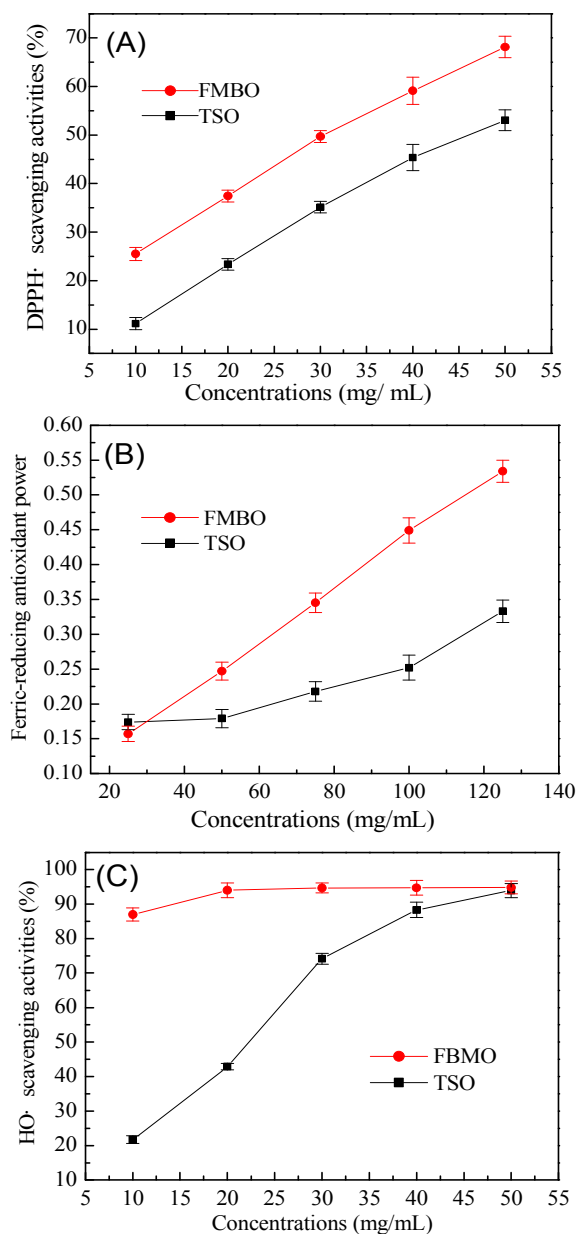 (A)
FMBO
TSO
DPPH· scavenging activities (%)
70
60
50
40
30
20
10
5 10 15 20 25 30 35 40 45 50 55
Concentrations (mg/ mL)
(B)
FMBO
TSO
Ferric-reducing antioxidant power
0.60
0.55
0.50
0.45
0.40
0.35
0.30
0.25
0.20
0.15
0.10
20 40 60 80 100 120 140
Concentrations (mg/mL)
(C)
FBMO
TSO
HO· scavenging activities (%)
100
90
80
70
60
50
40
30
20
10
5 10 15 20 25 30 35 40 45 50 55
Concentrations (mg/mL)